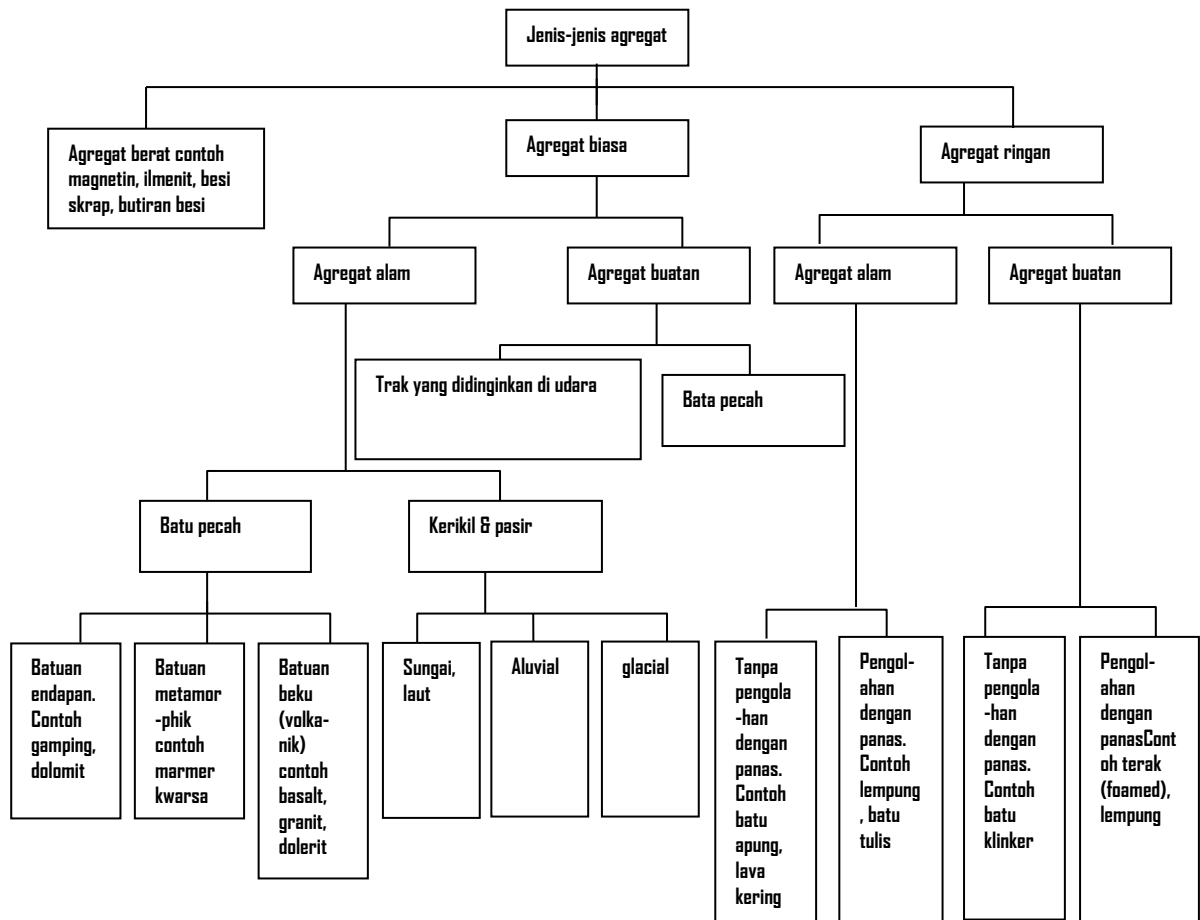 Jenis-jenis agregat
Agregat berat contoh
magnetin, ilmenit, besi
skrap, butiran besi
Agregat biasa
Agregat ringan
Agregat alam
Agregat buatan
Agregat alam
Agregat buatan
Trak yang didinginkan di udara
Bata pecah
Batu pecah
Kerikil & pasir
Batuan
endapan.
Contoh
gamping,
dolomit
Batuan
metamor
-phik
contoh
marmer
kwarsa
Batuan
beku
(volka-
nik)
contoh
basalt,
granit,
dolerit
Sungai,
laut
Aluvial
glacial
Tanpa
pengola
-han
dengan
panas.
Contoh
batu
apung,
lava
kering
Pengol-
ahan
dengan
panas.
Contoh
lempung
, batu
tulis
Tanpa
pengola
-han
dengan
panas.
Contoh
batu
klinker
Pengol-
ahan
dengan
panasCont
oh terak
(foamed),
lempung